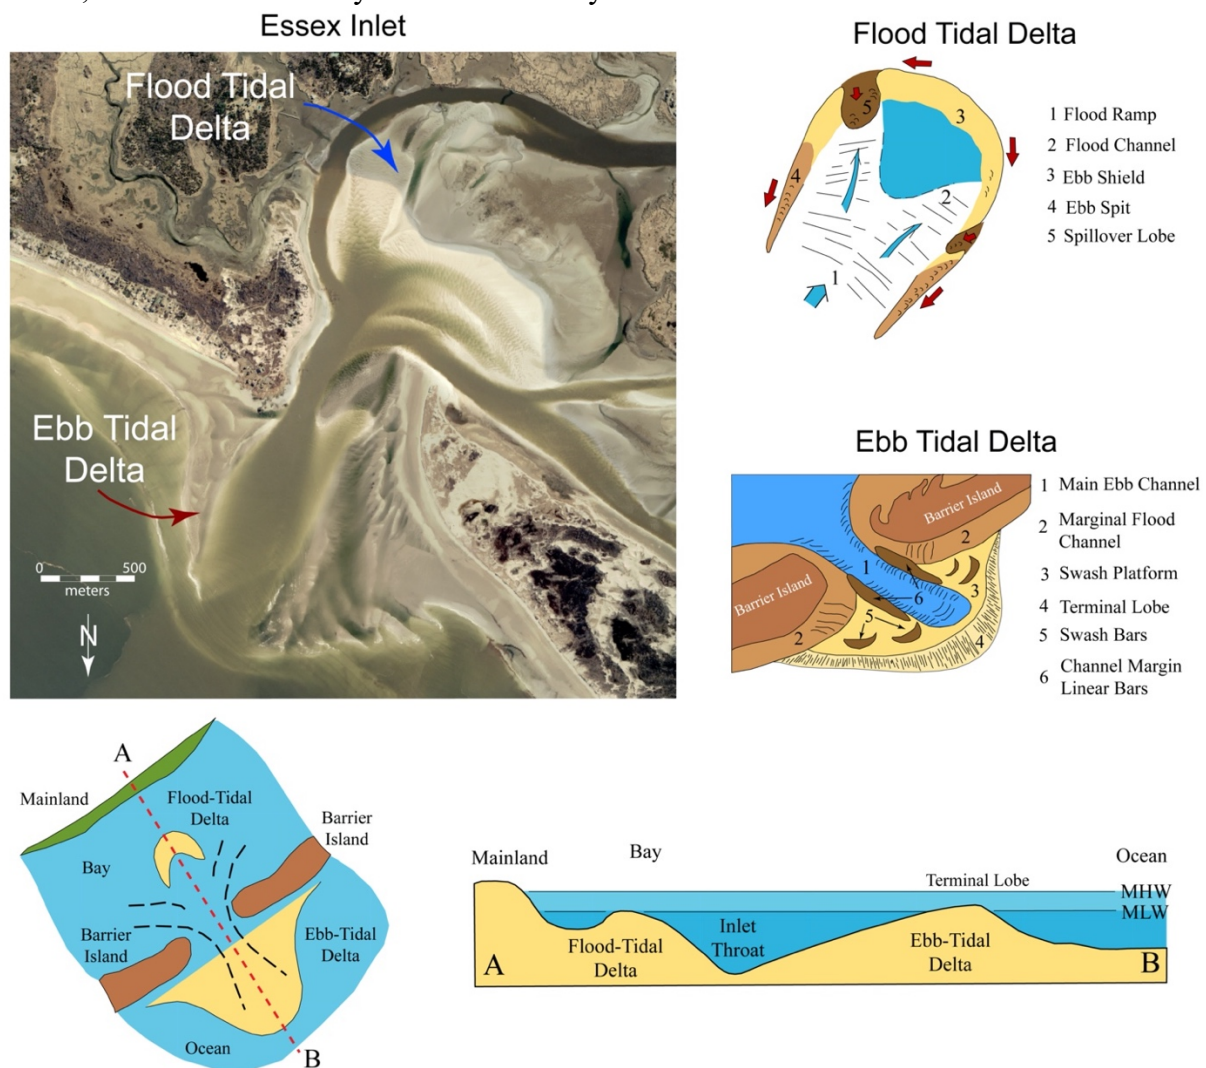 Essex Inlet
Flood Tidal
Delta
Ebb Tidal
Delta
0 500
meters
N
Flood Tidal Delta
5
3
4
2
1
1 Flood Ramp
2 Flood Channel
3 Ebb Shield
4 Ebb Spit
5 Spillover Lobe
Ebb Tidal Delta
Barrier Island
2
1
3
6
Barrier Island
5
4
2
1 Main Ebb Channel
2 Marginal Flood
Channel
3 Swash Platform
4 Terminal Lobe
5 Swash Bars
6 Channel Margin
Linear Bars
A
Mainland
Flood-Tidal
Delta
Barrier
Island
Bay
Barrier
Island
Ebb-Tidal
Delta
Ocean
B
Mainland
Bay
Ocean
Terminal Lobe
MHW
MLW
Inlet
Throat
Flood-Tidal
Delta
Ebb-Tidal
Delta
A
B